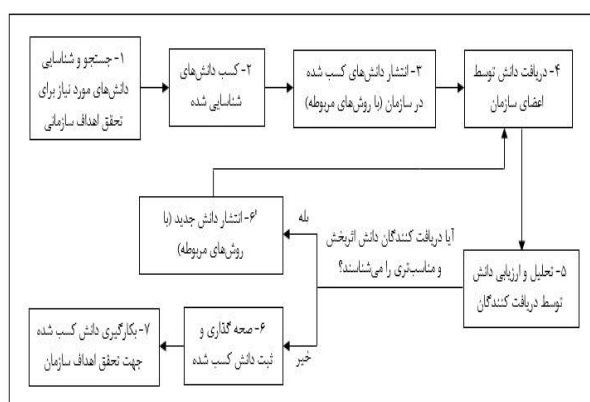 ۱- جستجو و شناسایی
دانش‌های مورد نیاز برای
تحقق اهداف سازمانی
۲- کسب دانش‌های
شناسایی شده
۳- انتشار دانش‌های کسب شده
در سازمان (با روش‌های مربوطه)
۴- دریافت دانش توسط
اعضای سازمان
۵- تحلیل و ارزیابی دانش
توسط دریافت کنندگان
آیا دریافت کنندگان دانش اثربخش
و مناسب‌تری را می‌شناسند؟
بله
۶'- انتشار دانش جدید (با
روش‌های مربوطه)
خیر
۶- صحه گذاری و
ثبت دانش کسب شده
۷- بکارگیری دانش کسب شده
جهت تحقق اهداف سازمان